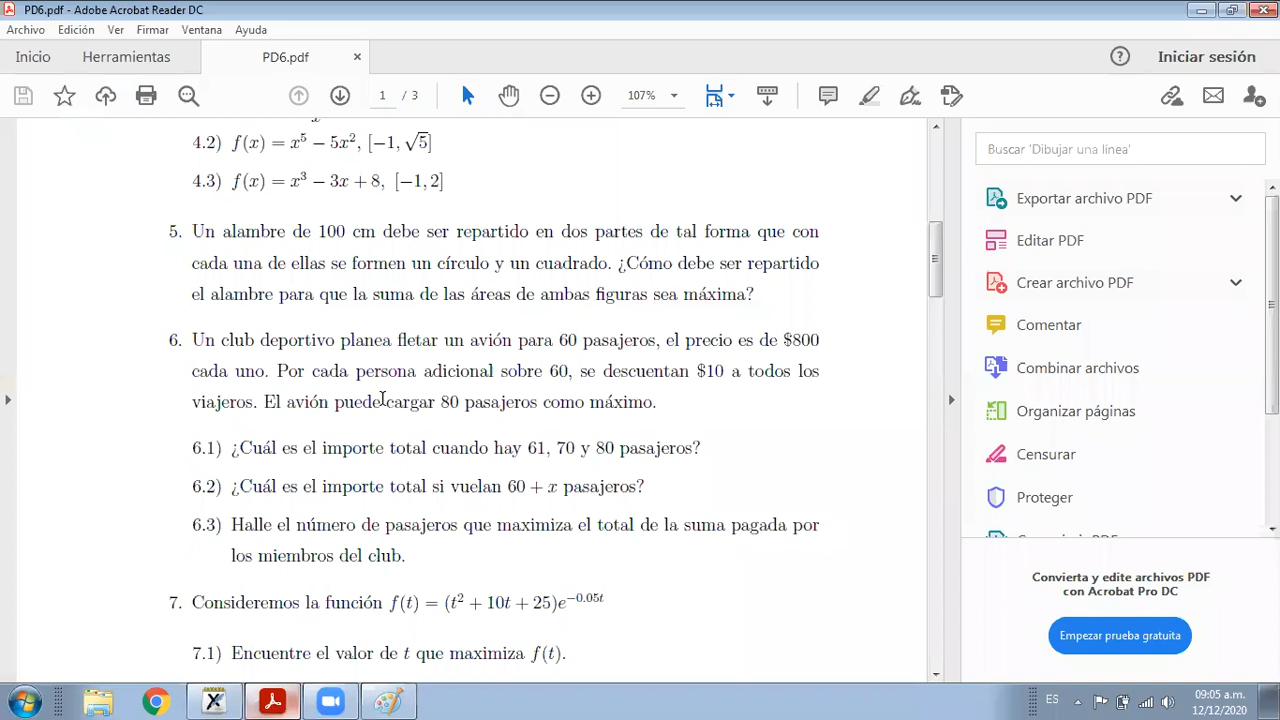 PD6.pdf - Adobe Acrobat Reader DC
Archivo Edición Ver Firmar Ventana Ayuda
Inicio Herramientas PD6.pdf × Iniciar sesión
1 / 3 107%
4.2) f(x) = x⁵ − 5x², [−1, √5]
4.3) f(x) = x³ − 3x + 8, [−1, 2]
5. Un alambre de 100 cm debe ser repartido en dos partes de tal forma que con
cada una de ellas se formen un círculo y un cuadrado. ¿Cómo debe ser repartido
el alambre para que la suma de las áreas de ambas figuras sea máxima?
6. Un club deportivo planea fletar un avión para 60 pasajeros, el precio es de $800
cada uno. Por cada persona adicional sobre 60, se descuentan $10 a todos los
viajeros. El avión puede cargar 80 pasajeros como máximo.
6.1) ¿Cuál es el importe total cuando hay 61, 70 y 80 pasajeros?
6.2) ¿Cuál es el importe total si vuelan 60 + x pasajeros?
6.3) Halle el número de pasajeros que maximiza el total de la suma pagada por
los miembros del club.
7. Consideremos la función f(t) = (t² + 10t + 25)e^−0.05t
7.1) Encuentre el valor de t que maximiza f(t).
Buscar 'Dibujar una línea'
Exportar archivo PDF
Editar PDF
Crear archivo PDF
Comentar
Combinar archivos
Organizar páginas
Censurar
Proteger
Convierta y edite archivos PDF
con Acrobat Pro DC
Empezar prueba gratuita
ES
09:05 a.m.
12/12/2020